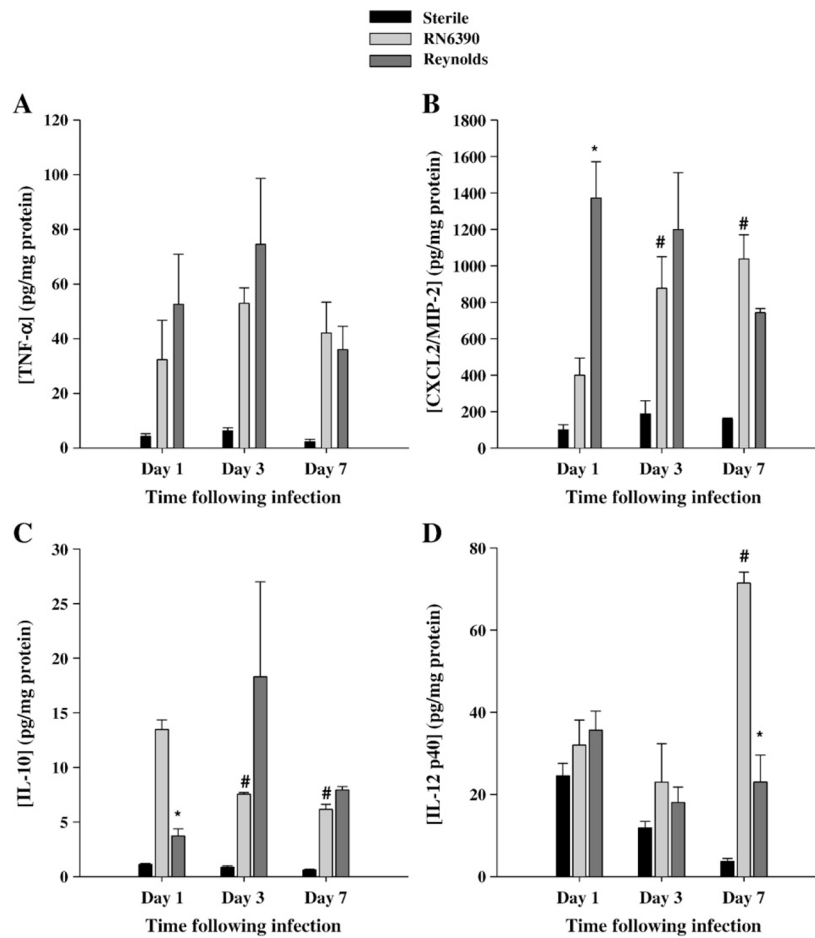 Sterile
RN6390
Reynolds
A
[TNF-α] (pg/mg protein)
120
100
80
60
40
20
0
Day 1 Day 3 Day 7
Time following infection
B
[CXCL2/MIP-2] (pg/mg protein)
1800
1600
1400
1200
1000
800
600
400
200
0
*
#
#
Day 1 Day 3 Day 7
Time following infection
C
[IL-10] (pg/mg protein)
30
25
20
15
10
5
0
*
#
#
Day 1 Day 3 Day 7
Time following infection
D
[IL-12 p40] (pg/mg protein)
80
60
40
20
0
#
*
Day 1 Day 3 Day 7
Time following infection